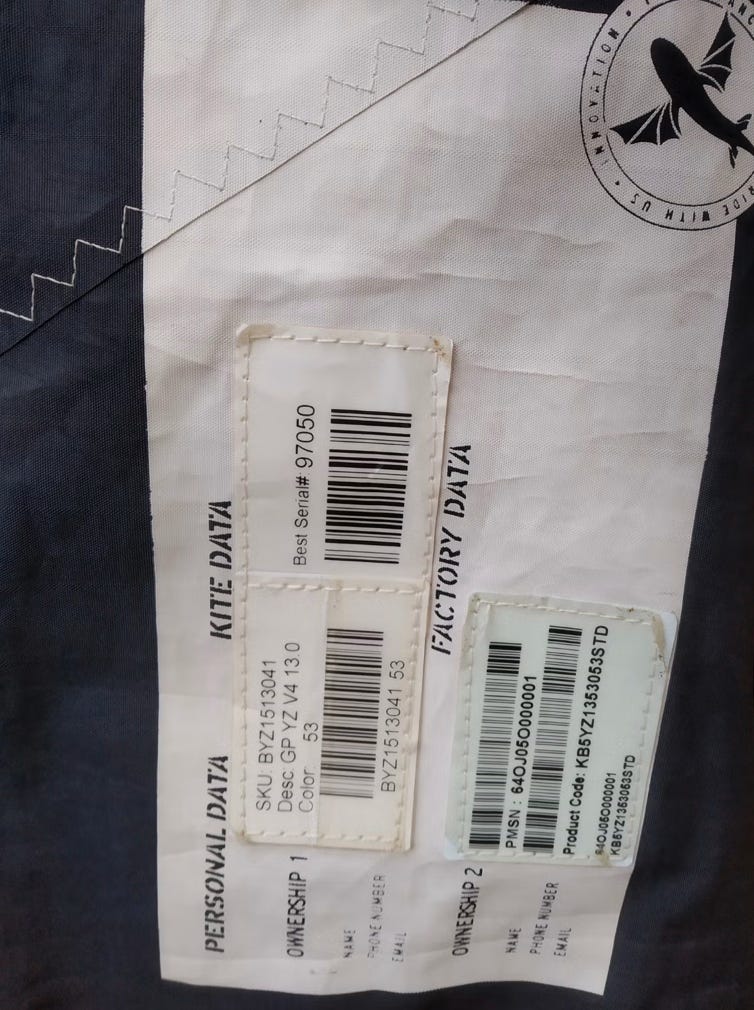 INNOVATION
RIDE WITH US
PERSONAL DATA
OWNERSHIP 1
NAME
PHONE NUMBER
EMAIL
OWNERSHIP 2
NAME
PHONE NUMBER
EMAIL
KITE DATA
SKU: BYZ1513041
Desc: GP YZ V4 13.0
Color: 53
BYZ1513041 53
Best Serial#: 97050
FACTORY DATA
PMSN : 64OJ05O000001
Product Code: KB5YZ1353053STD
64OJ05O000001
KB5YZ1353053STD